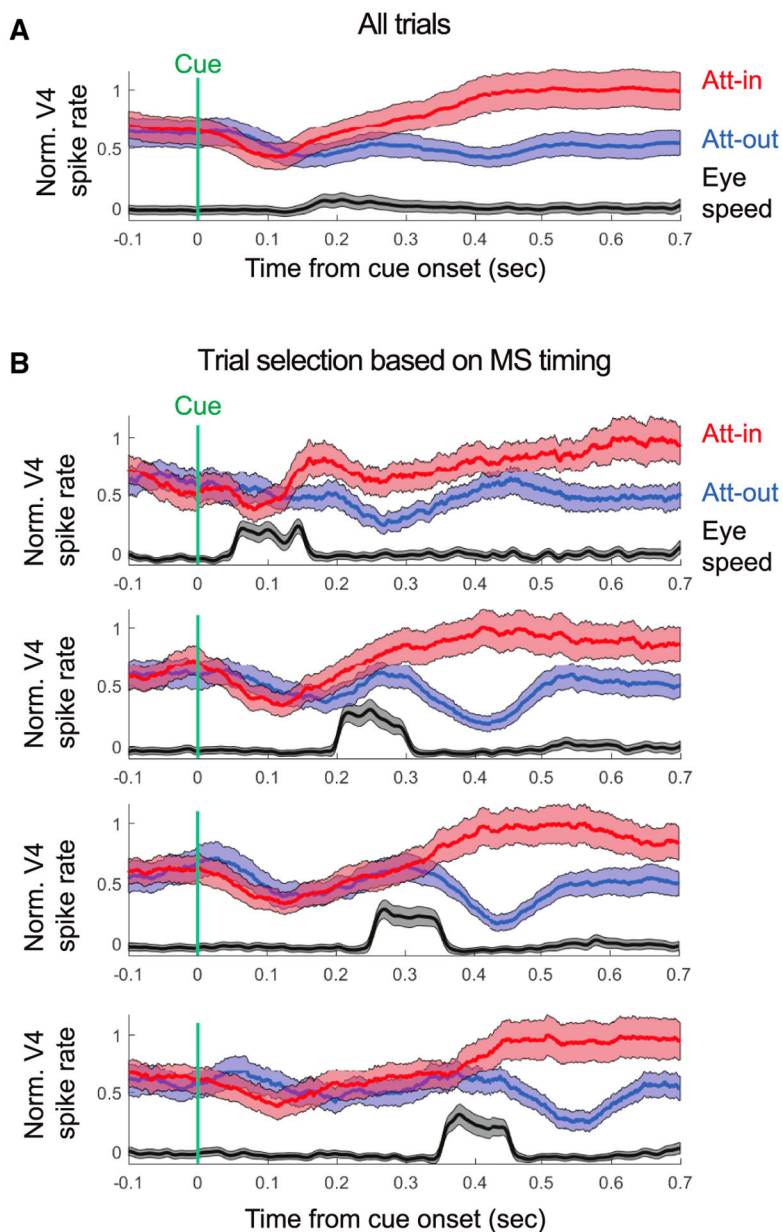 A
All trials
Cue
Norm. V4
spike rate
1
0.5
0
Att-in
Att-out
Eye
speed
-0.1 0 0.1 0.2 0.3 0.4 0.5 0.6 0.7
Time from cue onset (sec)
B
Trial selection based on MS timing
Cue
Norm. V4
spike rate
1
0.5
0
Att-in
Att-out
Eye
speed
-0.1 0 0.1 0.2 0.3 0.4 0.5 0.6 0.7
Norm. V4
spike rate
1
0.5
0
-0.1 0 0.1 0.2 0.3 0.4 0.5 0.6 0.7
Norm. V4
spike rate
1
0.5
0
-0.1 0 0.1 0.2 0.3 0.4 0.5 0.6 0.7
Norm. V4
spike rate
1
0.5
0
-0.1 0 0.1 0.2 0.3 0.4 0.5 0.6 0.7
Time from cue onset (sec)